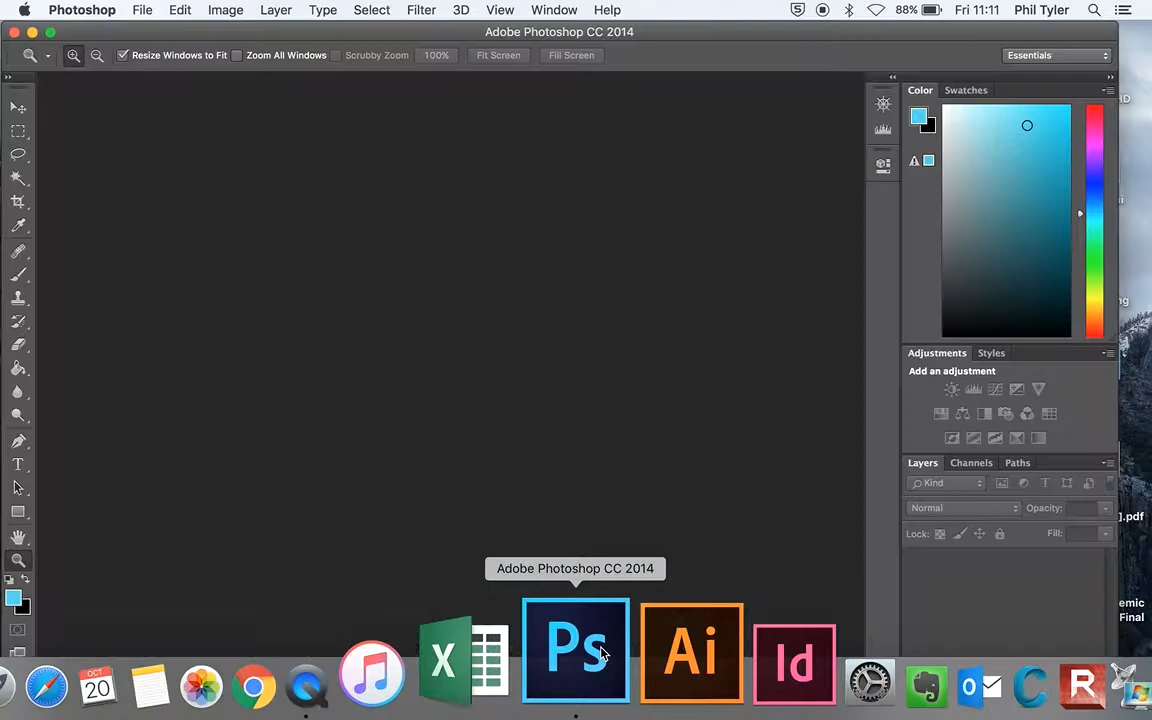 Photoshop File Edit Image Layer Type Select Filter 3D View Window Help 88% Fri 11:11 Phil Tyler
Adobe Photoshop CC 2014
Resize Windows to Fit Zoom All Windows Scrubby Zoom 100% Fit Screen Fill Screen Essentials
Color Swatches
HD
Adjustments Styles
Add an adjustment
Layers Channels Paths
Kind
Normal Opacity:
].pdf
Lock: Fill:
Adobe Photoshop CC 2014
emic
Final
Ps Ai Id
X
OCT
20
O
C
R